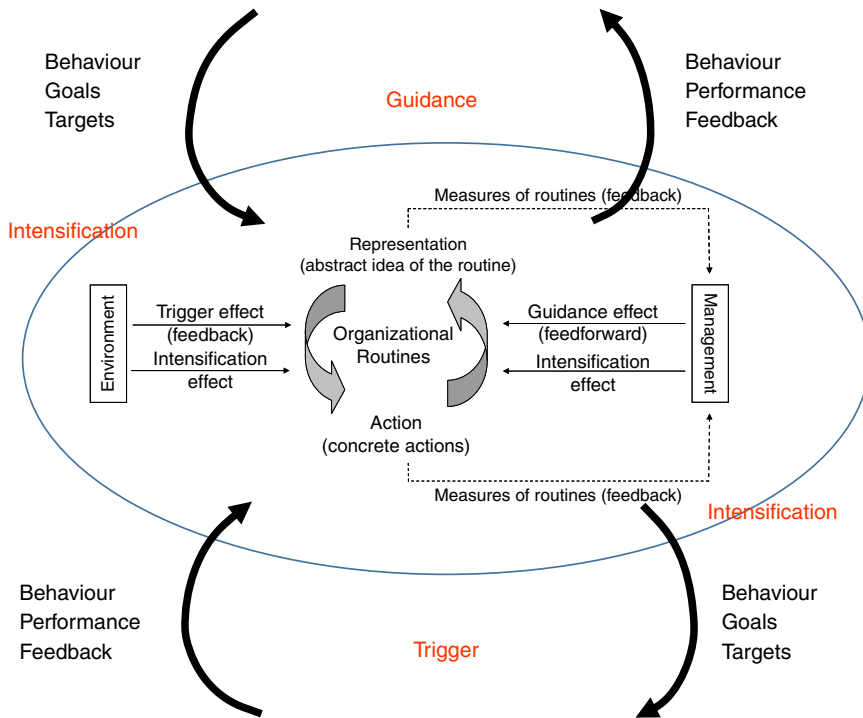 Behaviour
Goals
Targets
Guidance
Behaviour
Performance
Feedback
Measures of routines (feedback)
Intensification
Representation
(abstract idea of the routine)
Environment
Trigger effect
(feedback)
Intensification
effect
Organizational
Routines
Guidance effect
(feedforward)
Intensification
effect
Management
Action
(concrete actions)
Measures of routines (feedback)
Intensification
Behaviour
Performance
Feedback
Trigger
Behaviour
Goals
Targets